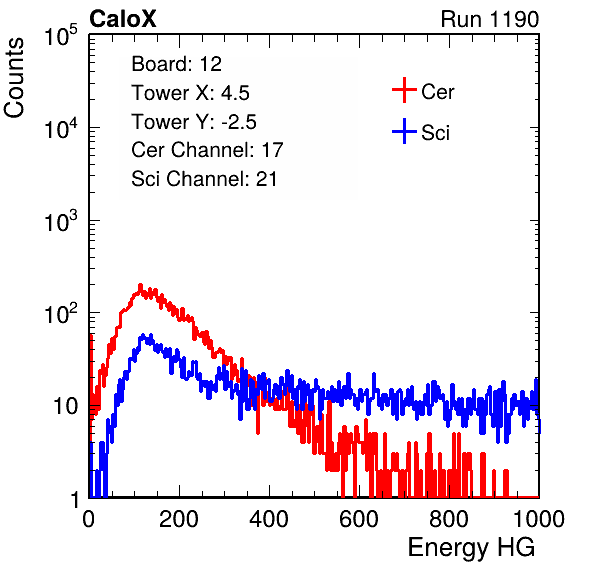 CaloX Run 1190
Counts
10^5
10^4
10^3
10^2
10
1
Board: 12
Tower X: 4.5
Tower Y: -2.5
Cer Channel: 17
Sci Channel: 21
Cer
Sci
0 200 400 600 800 1000
Energy HG